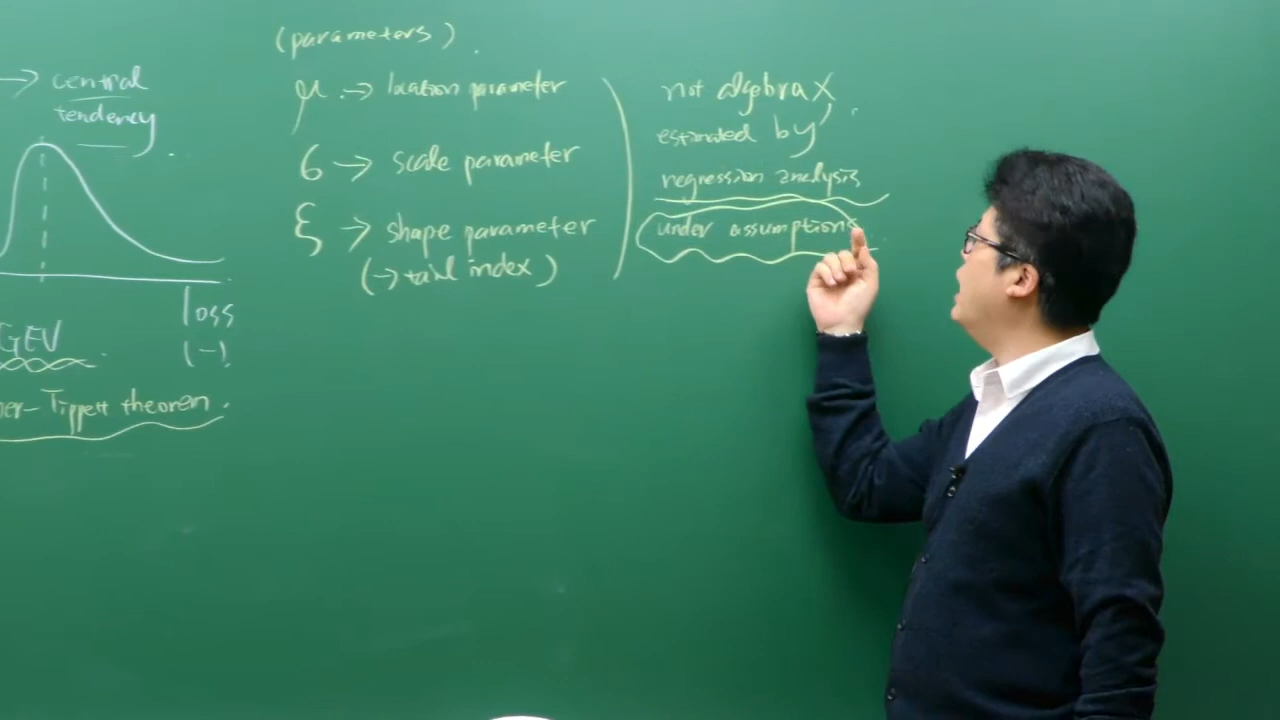 → central
tendency
loss
(-)
GEV
Tippett theorem.
(parameters).
μ → location parameter
σ → scale parameter
ξ → shape parameter
(→ tail index)
not algebra X,
estimated by
regression analysis
under assumptions